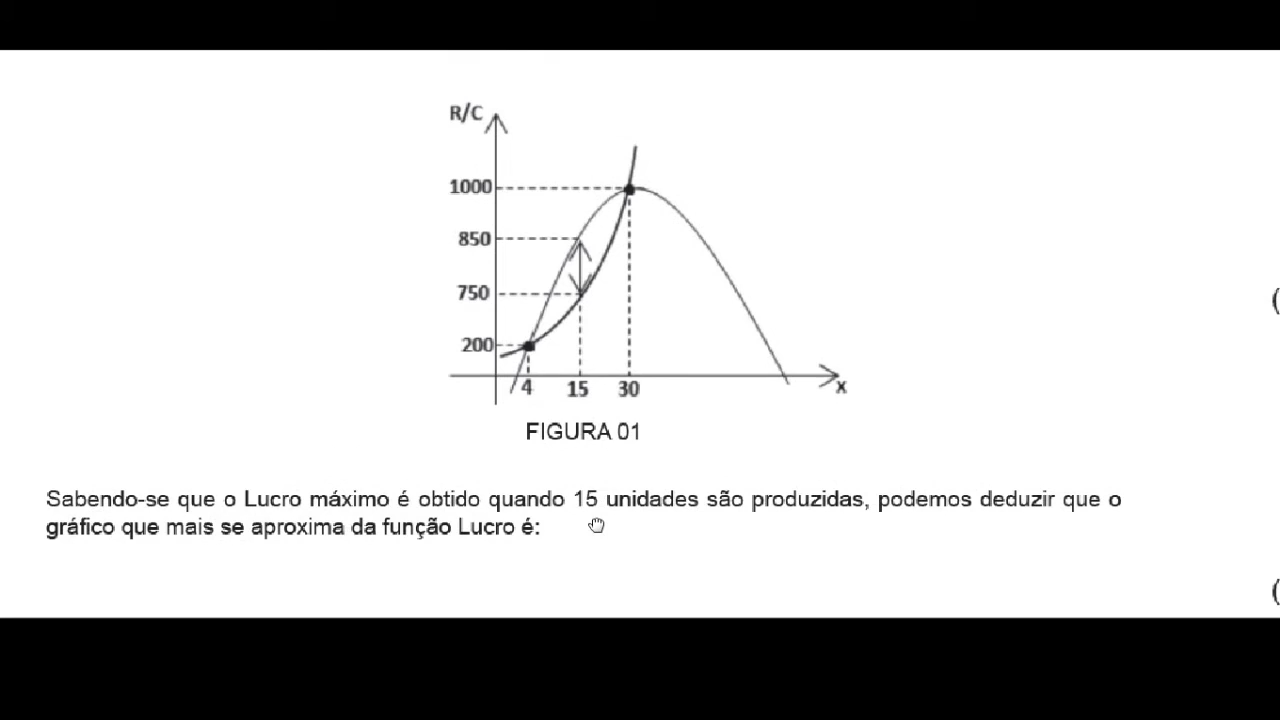 R/C
1000
850
750
200
4 15 30 x
FIGURA 01
Sabendo-se que o Lucro máximo é obtido quando 15 unidades são produzidas, podemos deduzir que o
gráfico que mais se aproxima da função Lucro é:
(
(